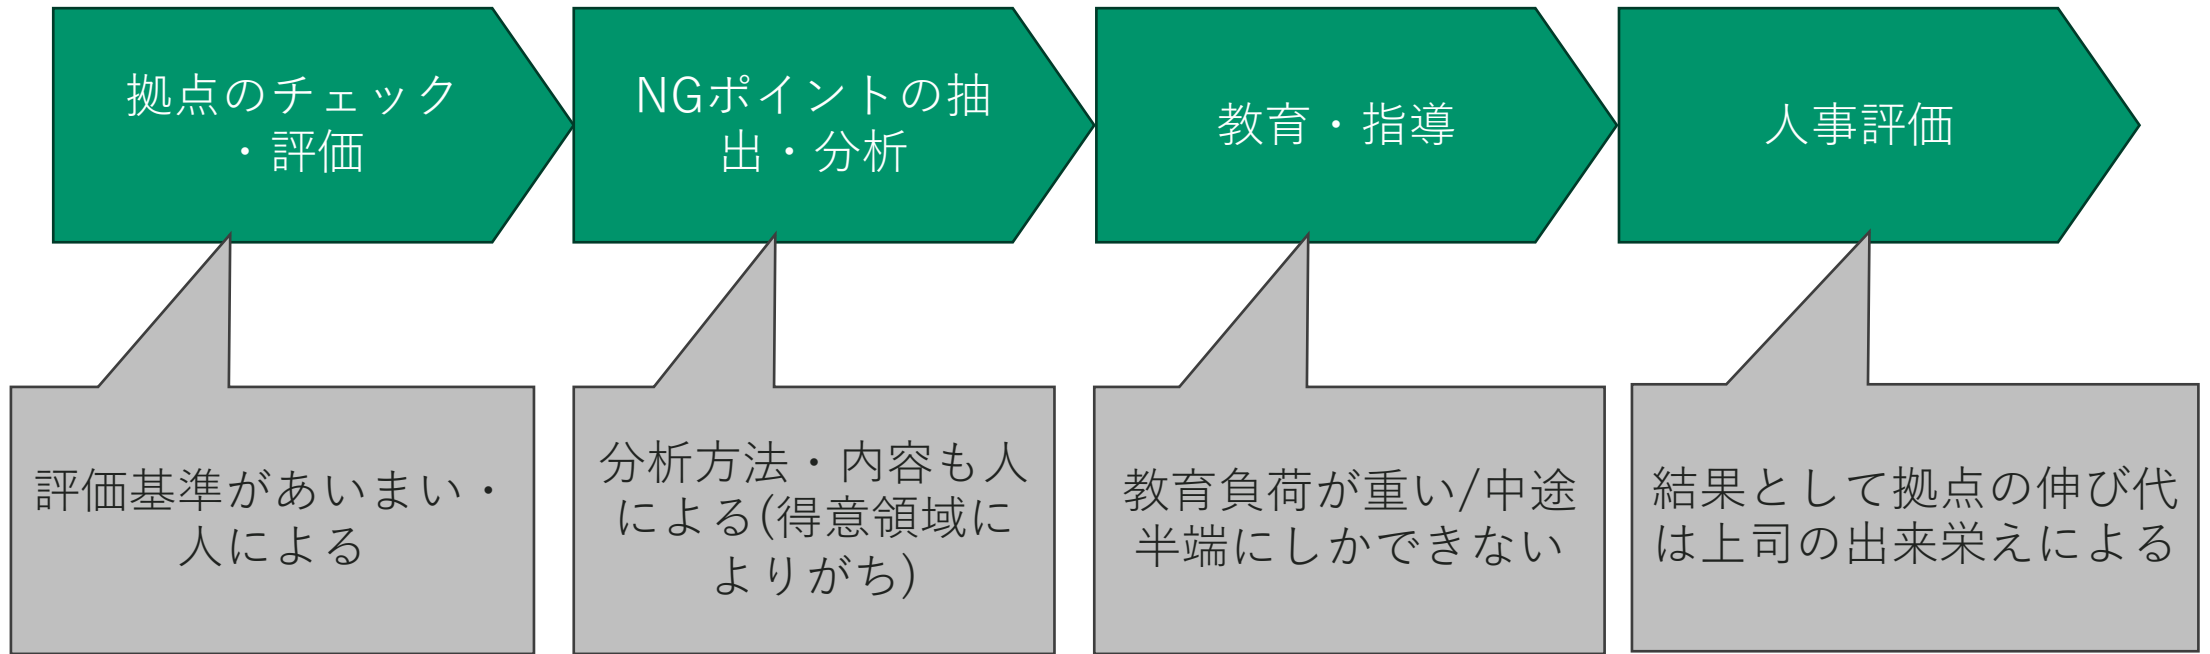 拠点のチェック
・評価
NGポイントの抽
出・分析
教育・指導
人事評価
評価基準があいまい・
人による
分析方法・内容も人
による(得意領域に
よりがち)
教育負荷が重い/中途
半端にしかできない
結果として拠点の伸び代
は上司の出来栄えによる